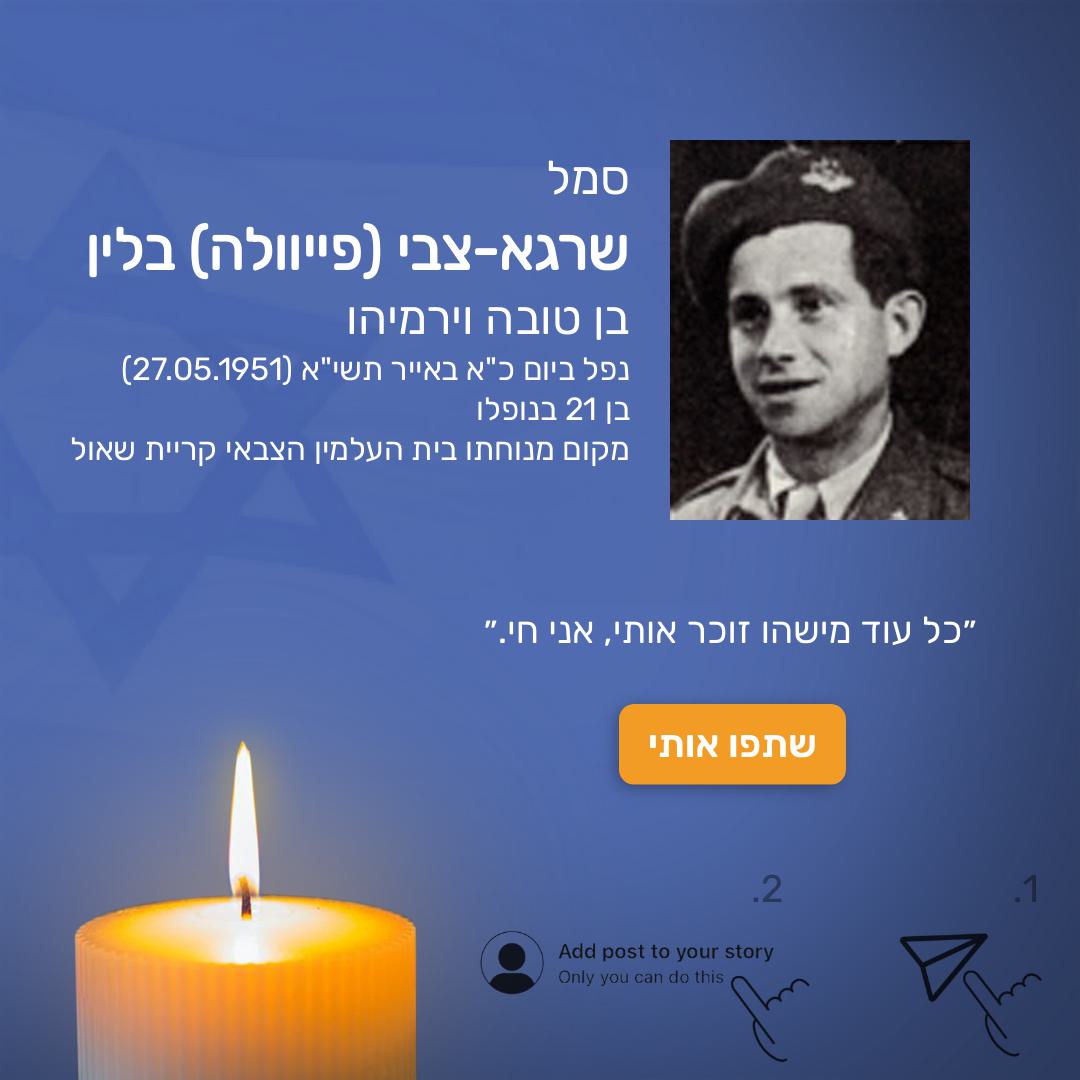 סמל
שרגא-צבי (פייוולה) בלין
בן טובה וירמיהו
נפל ביום כ"א באייר תשי"א (27.05.1951)
בן 21 בנופלו
מקום מנוחתו בית העלמין הצבאי קריית שאול
״כל עוד מישהו זוכר אותי, אני חי.״
שתפו אותי
1.
2.
Add post to your story
Only you can do this